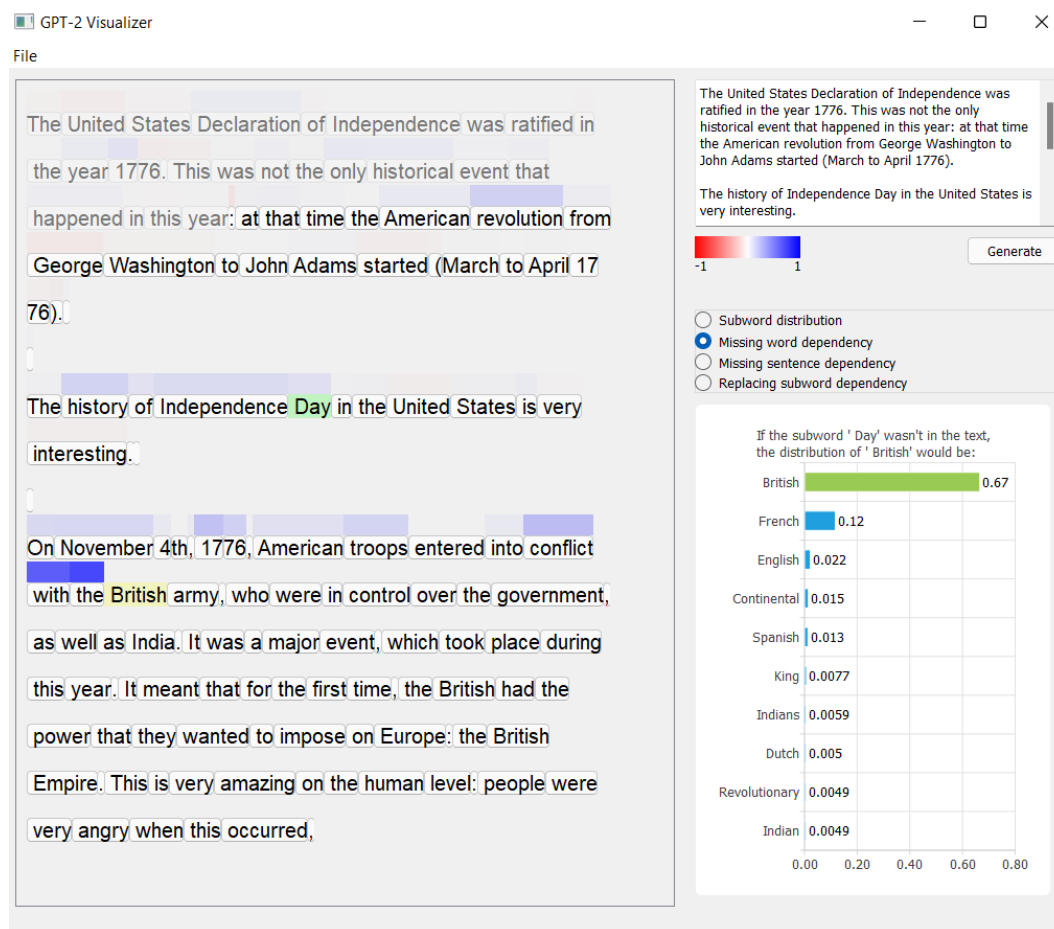 GPT-2 Visualizer
File
The United States Declaration of Independence was ratified in
the year 1776. This was not the only historical event that
happened in this year: at that time the American revolution from
George Washington to John Adams started (March to April 17
76).
The history of Independence Day in the United States is very
interesting.
On November 4th, 1776, American troops entered into conflict
with the British army, who were in control over the government,
as well as India. It was a major event, which took place during
this year. It meant that for the first time, the British had the
power that they wanted to impose on Europe: the British
Empire. This is very amazing on the human level: people were
very angry when this occurred,
The United States Declaration of Independence was
ratified in the year 1776. This was not the only
historical event that happened in this year: at that time
the American revolution from George Washington to
John Adams started (March to April 1776).
The history of Independence Day in the United States is
very interesting.
-1 1
Generate
Subword distribution
Missing word dependency
Missing sentence dependency
Replacing subword dependency
If the subword ' Day' wasn't in the text,
the distribution of ' British' would be:
British 0.67
French 0.12
English 0.022
Continental 0.015
Spanish 0.013
King 0.0077
Indians 0.0059
Dutch 0.005
Revolutionary 0.0049
Indian 0.0049
0.00 0.20 0.40 0.60 0.80